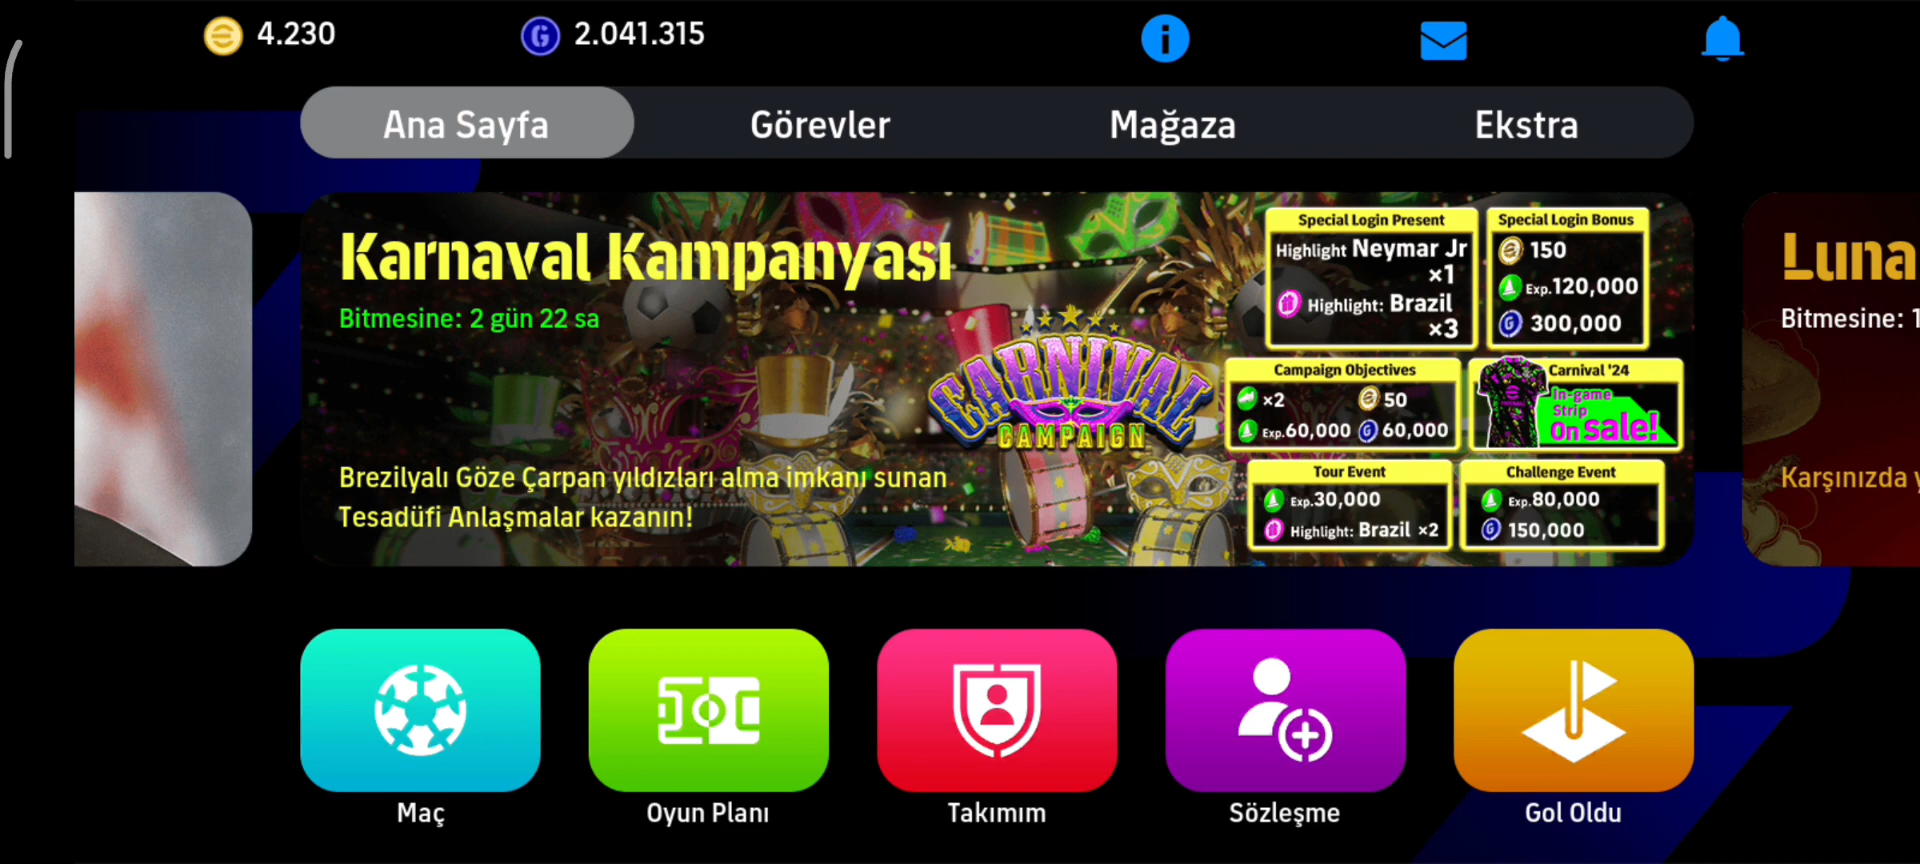 4.230
2.041.315
Ana Sayfa
Görevler
Mağaza
Ekstra
Karnaval Kampanyası
Bitmesine: 2 gün 22 sa
Brezilyalı Göze Çarpan yıldızları alma imkanı sunan
Tesadüfi Anlaşmalar kazanın!
CARNIVAL
CAMPAIGN
Special Login Present
Highlight Neymar Jr
×1
Highlight: Brazil
×3
Special Login Bonus
150
Exp.120,000
300,000
Campaign Objectives
×2
50
Exp.60,000
60,000
Carnival '24
In-game
Strip
On sale!
Tour Event
Exp.30,000
Highlight: Brazil ×2
Challenge Event
Exp.80,000
150,000
Luna
Bitmesine: 1
Karşınızda y
Maç
Oyun Planı
Takımım
Sözleşme
Gol Oldu